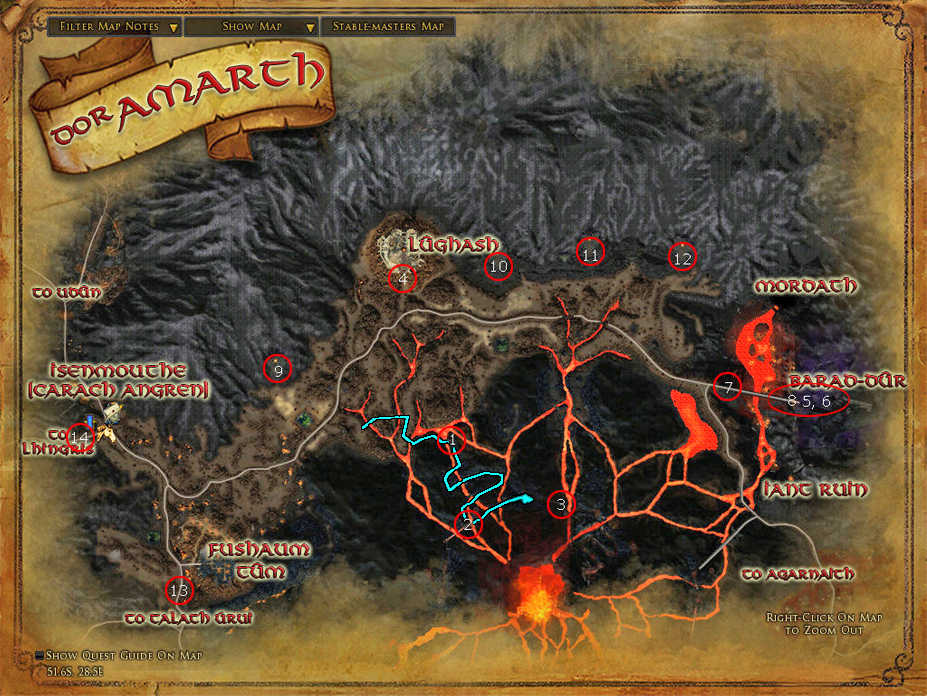 Filter Map Notes
Show Map
Stable-masters Map
Dor Amarth
Lûghash
4
10
11
12
Mordath
to Udûn
Isenmouthe
(Carach Angren)
9
7
Barad-dûr
8 5, 6
14
to
Lhingris
1
2
3
Iant Ruin
Fushaum
Tûm
13
to Talath Úrui
to Agarnaith
Right-Click On Map
to Zoom Out
Show Quest Guide On Map
51.6S, 28.5E